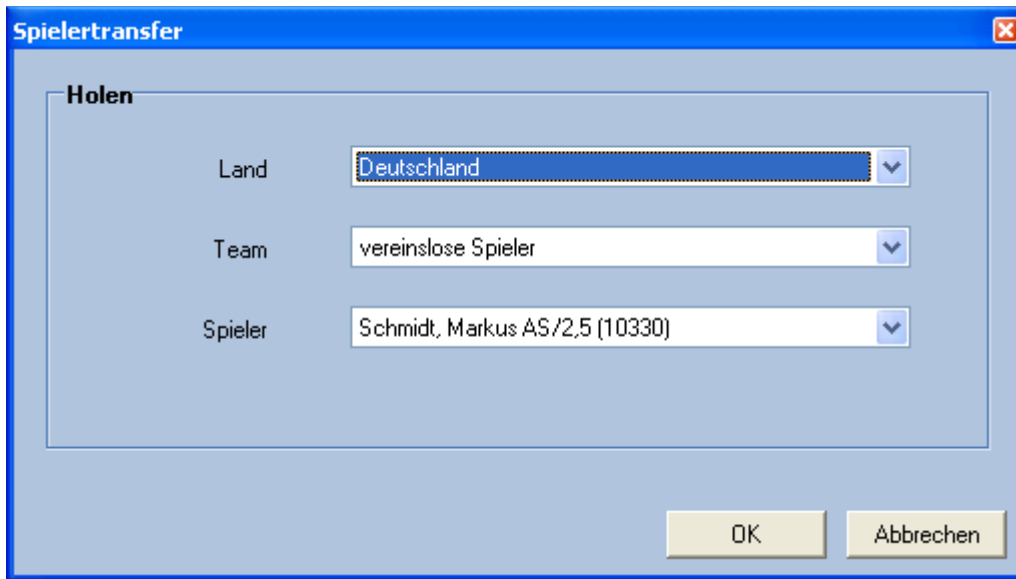 Spielertransfer
Holen
Land
Deutschland
Team
vereinslose Spieler
Spieler
Schmidt, Markus AS/2,5 (10330)
OK
Abbrechen